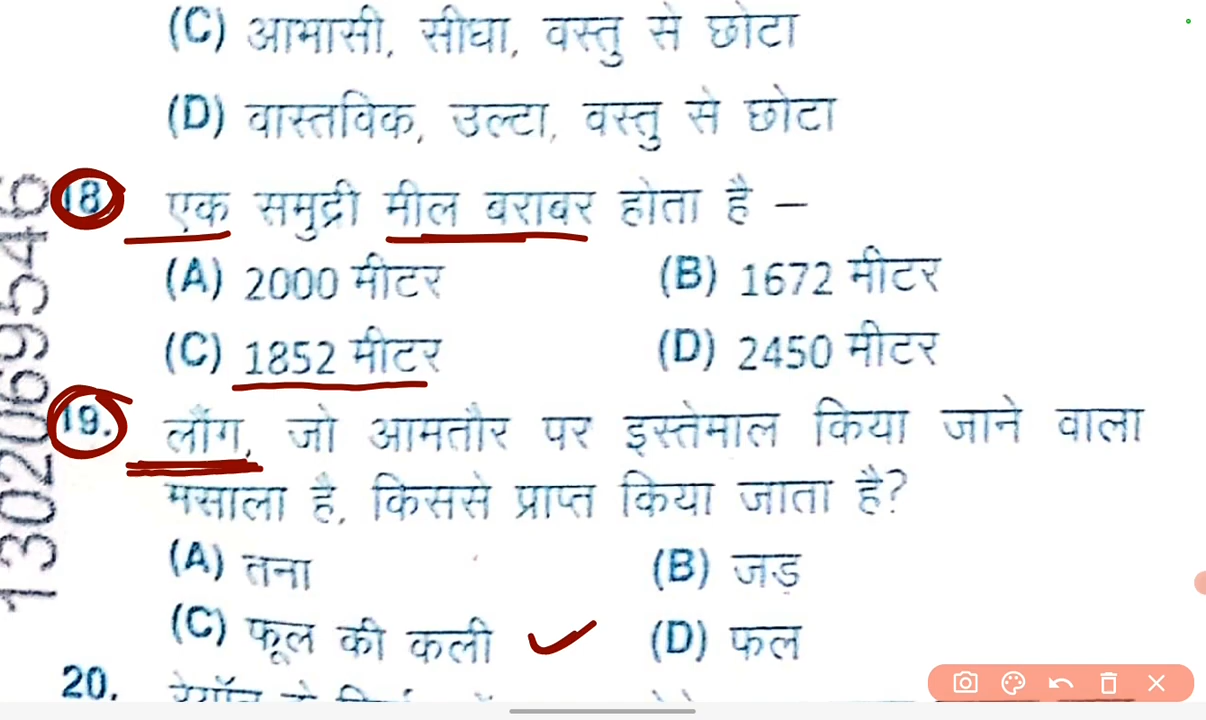 (C) आभासी, सीधा, वस्तु से छोटा
(D) वास्तविक, उल्टा, वस्तु से छोटा
18 एक समुद्री मील बराबर होता है –
(A) 2000 मीटर (B) 1672 मीटर
(C) 1852 मीटर (D) 2450 मीटर
19. लौंग, जो आमतौर पर इस्तेमाल किया जाने वाला
मसाला है, किससे प्राप्त किया जाता है?
(A) तना (B) जड़
(C) फूल की कली (D) फल
20.
1302069546